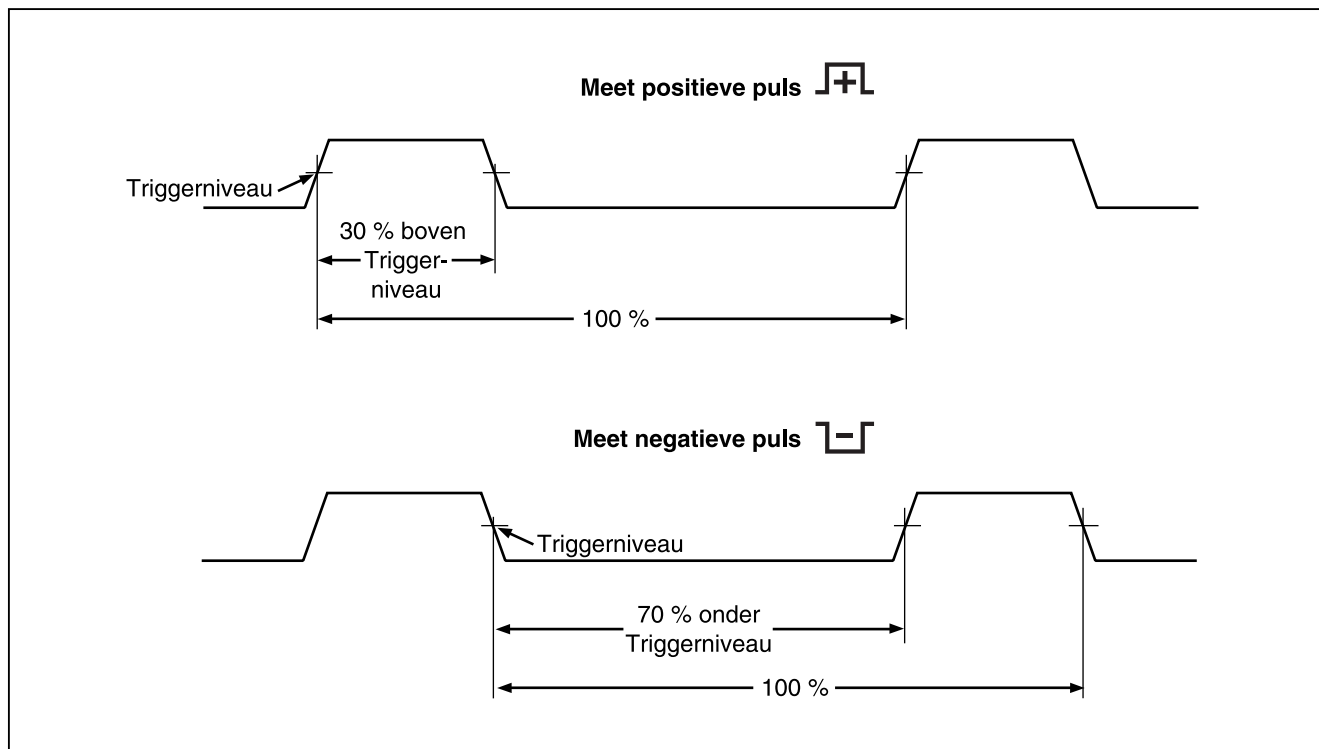 Meet positieve puls +
Triggerniveau
30 % boven
Trigger-
niveau
100 %
Meet negatieve puls -
Triggerniveau
70 % onder
Triggerniveau
100 %